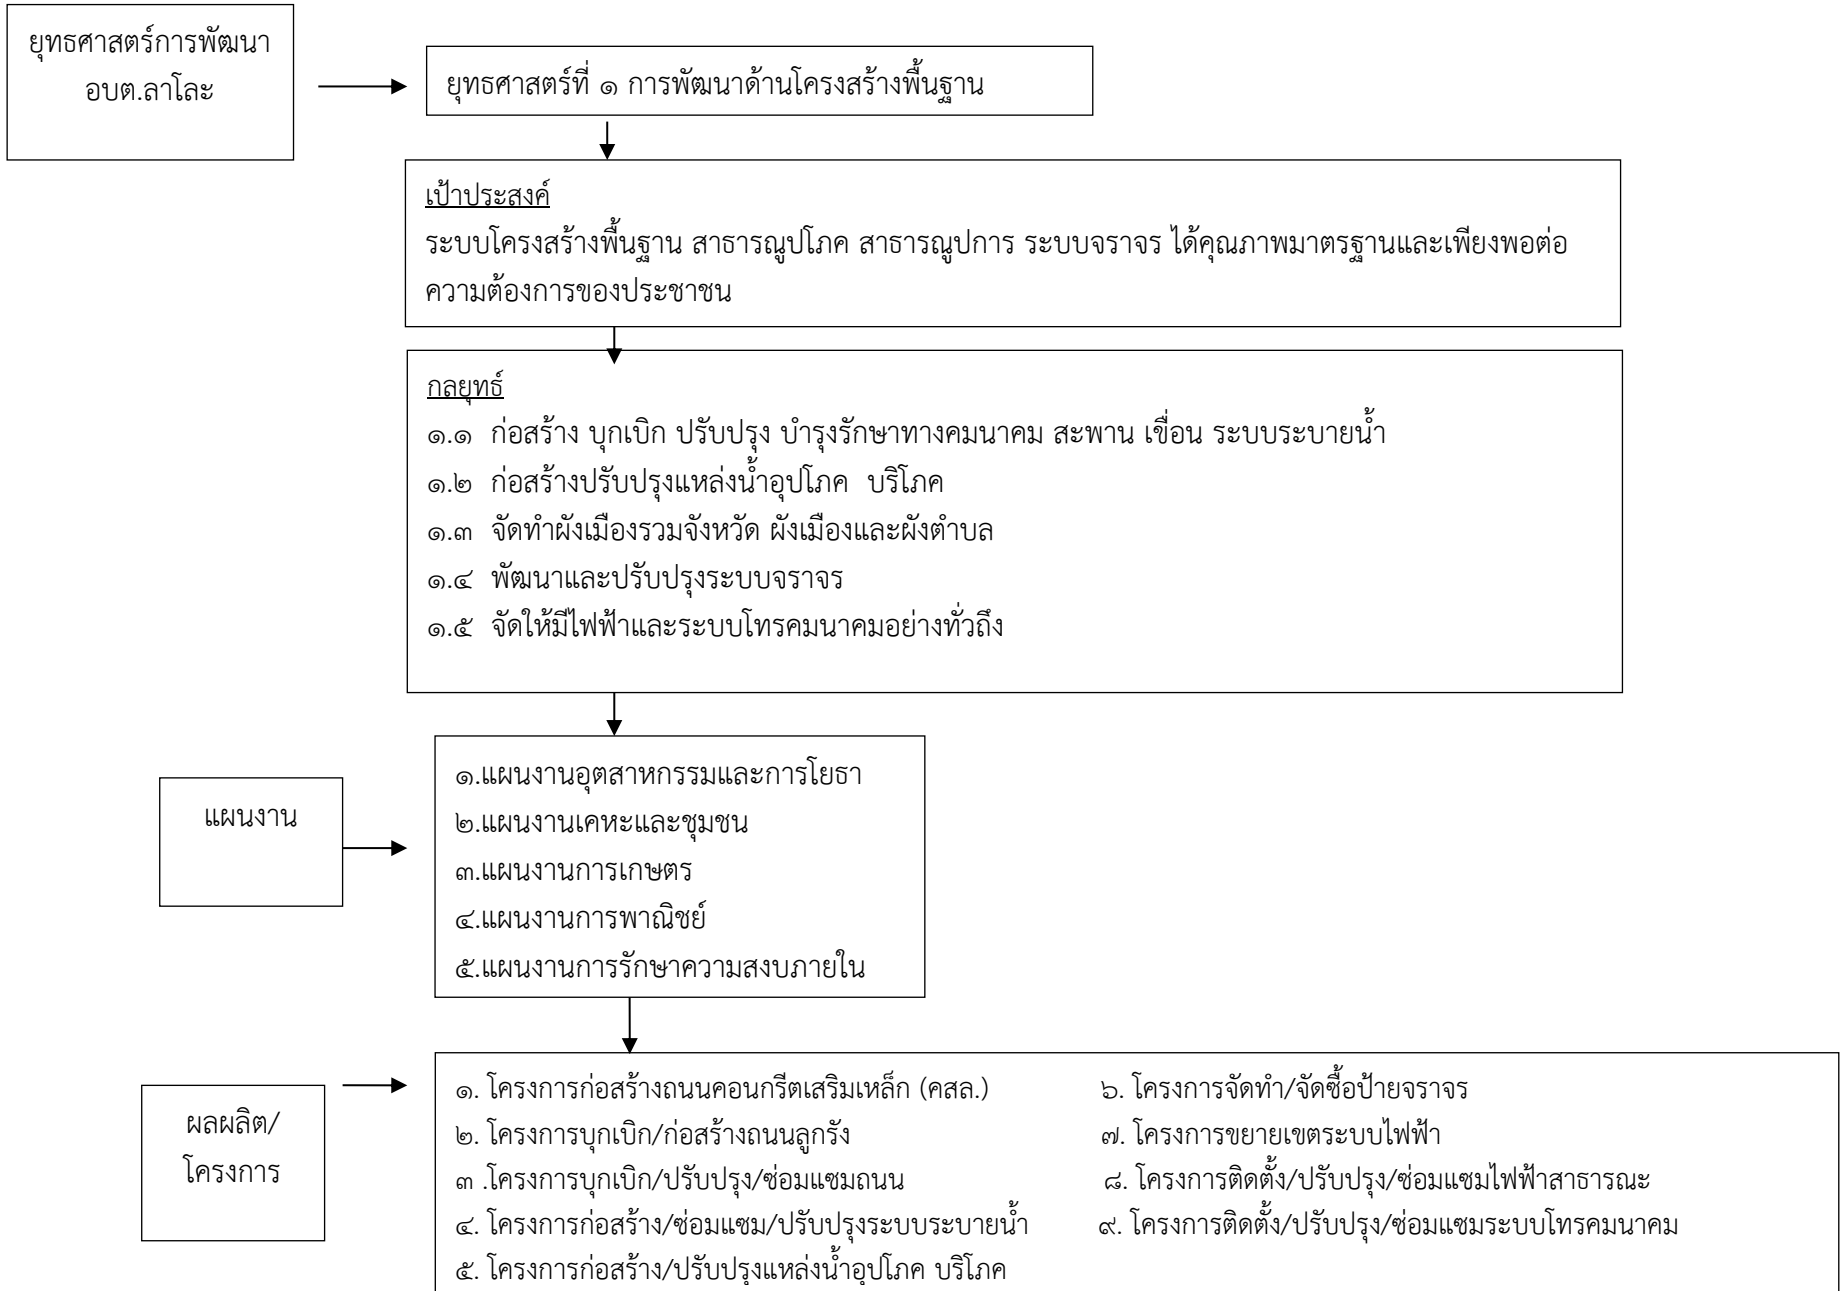 ยุทธศาสตร์การพัฒนา
อบต.ลาโละ
ยุทธศาสตร์ที่ ๑ การพัฒนาด้านโครงสร้างพื้นฐาน
เป้าประสงค์
ระบบโครงสร้างพื้นฐาน สาธารณูปโภค สาธารณูปการ ระบบจราจร ได้คุณภาพมาตรฐานและเพียงพอต่อ
ความต้องการของประชาชน
กลยุทธ์
๑.๑ ก่อสร้าง บุกเบิก ปรับปรุง บำรุงรักษาทางคมนาคม สะพาน เขื่อน ระบบระบายน้ำ
๑.๒ ก่อสร้างปรับปรุงแหล่งน้ำอุปโภค บริโภค
๑.๓ จัดทำผังเมืองรวมจังหวัด ผังเมืองและผังตำบล
๑.๔ พัฒนาและปรับปรุงระบบจราจร
๑.๕ จัดให้มีไฟฟ้าและระบบโทรคมนาคมอย่างทั่วถึง
แผนงาน
๑.แผนงานอุตสาหกรรมและการโยธา
๒.แผนงานเคหะและชุมชน
๓.แผนงานการเกษตร
๔.แผนงานการพาณิชย์
๕.แผนงานการรักษาความสงบภายใน
ผลผลิต/
โครงการ
๑. โครงการก่อสร้างถนนคอนกรีตเสริมเหล็ก (คสล.)
๒. โครงการบุกเบิก/ก่อสร้างถนนลูกรัง
๓ .โครงการบุกเบิก/ปรับปรุง/ซ่อมแซมถนน
๔. โครงการก่อสร้าง/ซ่อมแซม/ปรับปรุงระบบระบายน้ำ
๕. โครงการก่อสร้าง/ปรับปรุงแหล่งน้ำอุปโภค บริโภค
๖. โครงการจัดทำ/จัดซื้อป้ายจราจร
๗. โครงการขยายเขตระบบไฟฟ้า
๘. โครงการติดตั้ง/ปรับปรุง/ซ่อมแซมไฟฟ้าสาธารณะ
๙. โครงการติดตั้ง/ปรับปรุง/ซ่อมแซมระบบโทรคมนาคม